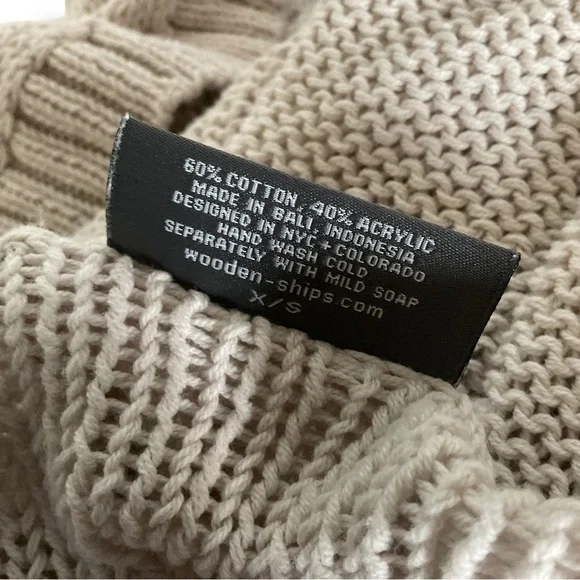 60% COTTON, 40% ACRYLIC
MADE IN BALI, INDONESIA
DESIGNED IN NYC + COLORADO
HAND WASH COLD
SEPARATELY WITH MILD SOAP
wooden-ships.com
X/S